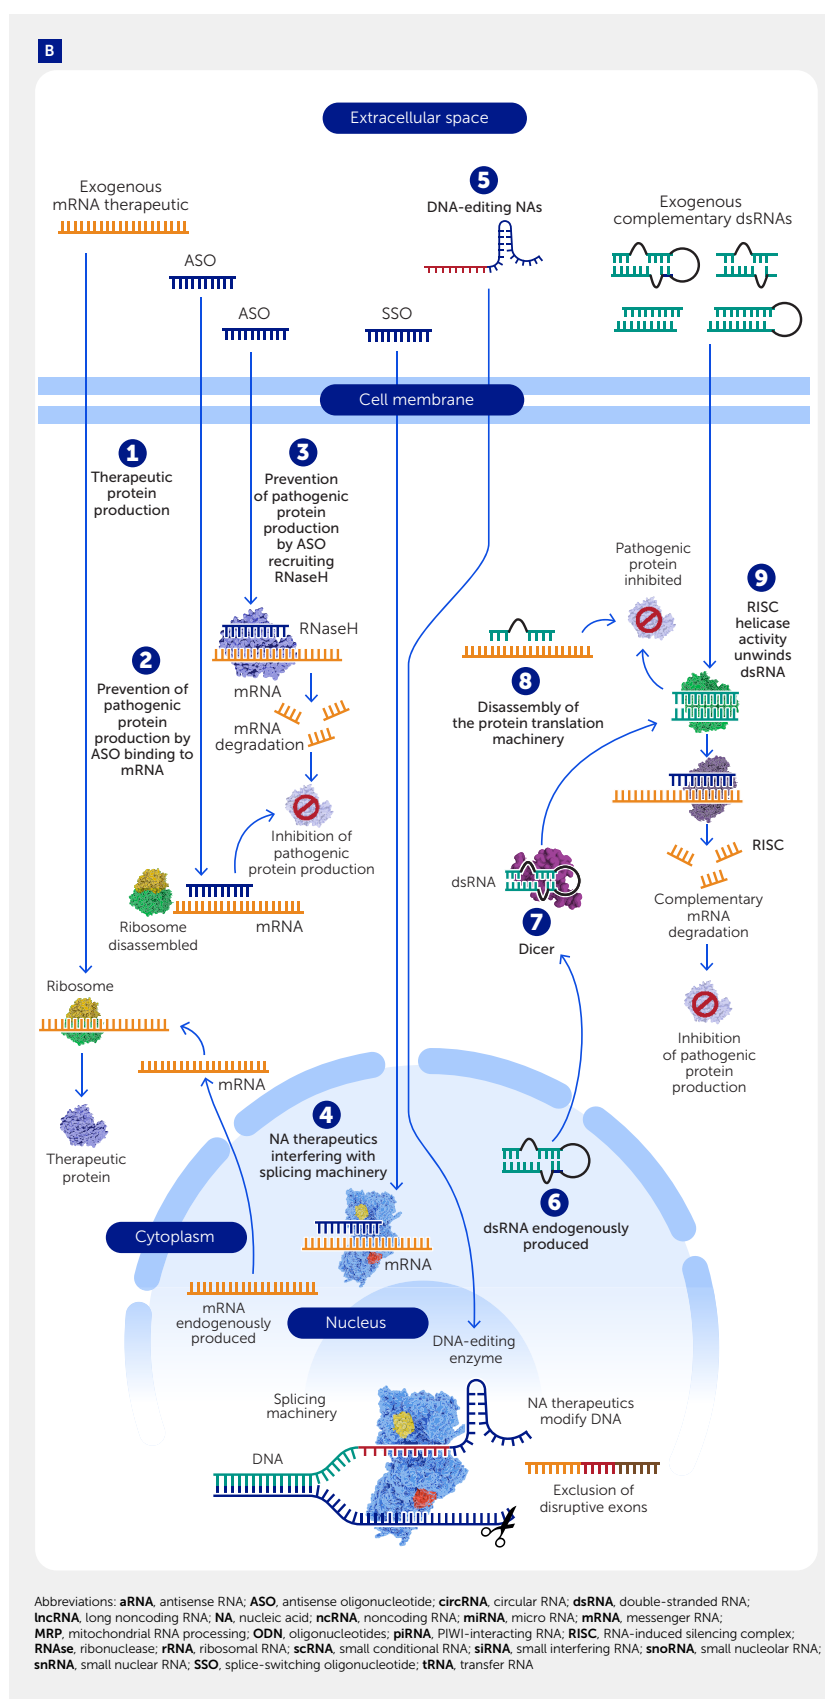 B
Extracellular space
Exogenous
mRNA therapeutic
ASO
ASO
SSO
5
DNA-editing NAs
Exogenous
complementary dsRNAs
Cell membrane
1
Therapeutic
protein
production
3
Prevention
of pathogenic
protein
production
by ASO
recruiting
RNaseH
RNaseH
mRNA
mRNA
degradation
Inhibition of
pathogenic
protein production
2
Prevention of
pathogenic
protein
production by
ASO binding to
mRNA
Ribosome
disassembled
mRNA
Pathogenic
protein
inhibited
9
RISC
helicase
activity
unwinds
dsRNA
8
Disassembly of
the protein translation
machinery
RISC
Complementary
mRNA
degradation
Inhibition
of pathogenic
protein
production
dsRNA
7
Dicer
Ribosome
mRNA
Therapeutic
protein
4
NA therapeutics
interfering with
splicing machinery
mRNA
6
dsRNA endogenously
produced
Cytoplasm
mRNA
endogenously
produced
Nucleus
DNA-editing
enzyme
Splicing
machinery
NA therapeutics
modify DNA
DNA
Exclusion of
disruptive exons
Abbreviations: aRNA, antisense RNA; ASO, antisense oligonucleotide; circRNA, circular RNA; dsRNA, double-stranded RNA;
lncRNA, long noncoding RNA; NA, nucleic acid; ncRNA, noncoding RNA; miRNA, micro RNA; mRNA, messenger RNA;
MRP, mitochondrial RNA processing; ODN, oligonucleotides; piRNA, PIWI-interacting RNA; RISC, RNA-induced silencing complex;
RNAse, ribonuclease; rRNA, ribosomal RNA; scRNA, small conditional RNA; siRNA, small interfering RNA; snoRNA, small nucleolar RNA;
snRNA, small nuclear RNA; SSO, splice-switching oligonucleotide; tRNA, transfer RNA